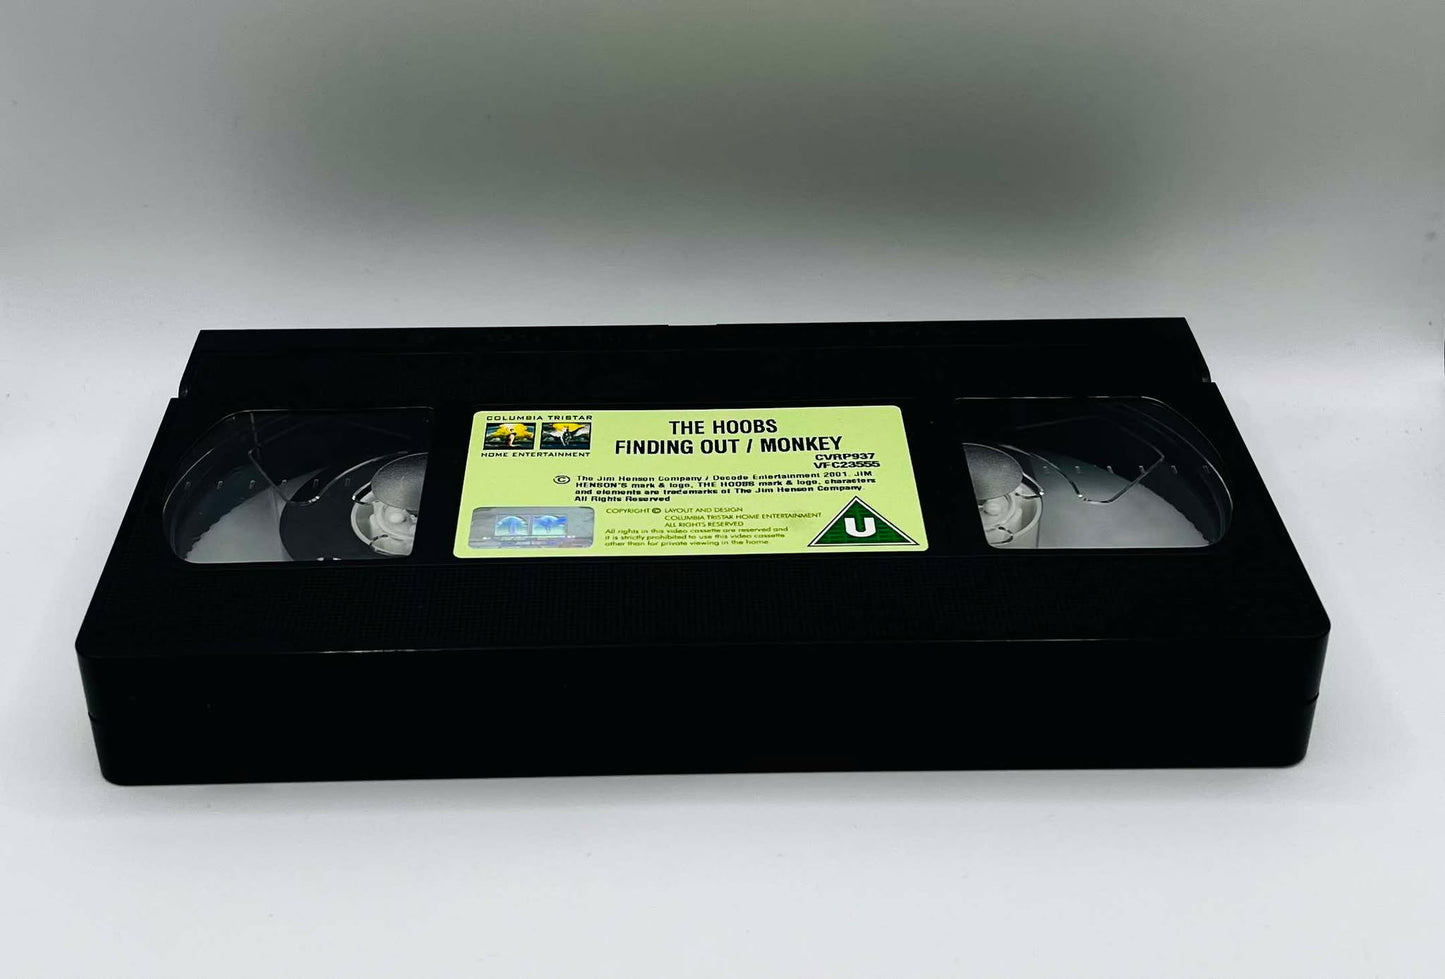 COLUMBIA TRISTAR
HOME ENTERTAINMENT
THE HOOBS
FINDING OUT / MONKEY
CVRP937
VFC23555
© The Jim Henson Company / Decode Entertainment 2001. JIM
HENSON'S mark & logo, THE HOOBS mark & logo, characters
and elements are trademarks of The Jim Henson Company.
All Rights Reserved
COPYRIGHT © LAYOUT AND DESIGN
COLUMBIA TRISTAR HOME ENTERTAINMENT
ALL RIGHTS RESERVED
All rights in this video cassette are reserved and
it is strictly prohibited to use this video cassette
other than for private viewing in the home.
U